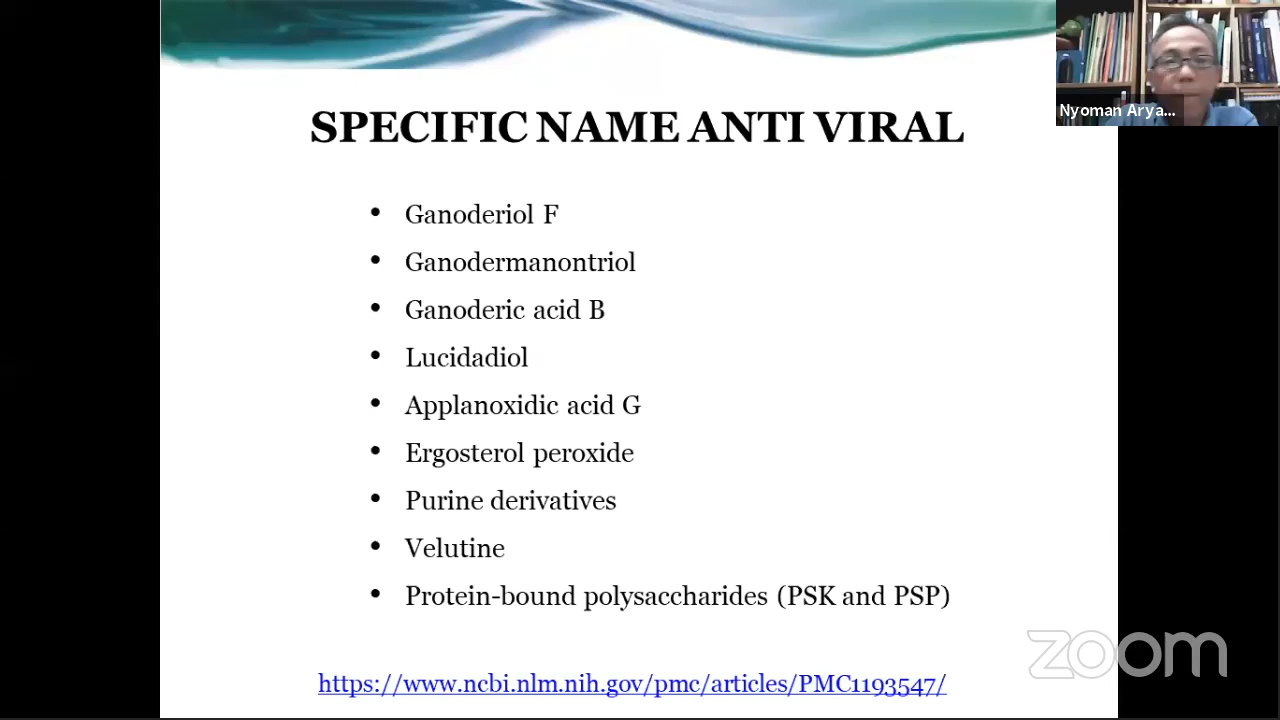 SPECIFIC NAME ANTI VIRAL
• Ganoderiol F
• Ganodermanontriol
• Ganoderic acid B
• Lucidadiol
• Applanoxidic acid G
• Ergosterol peroxide
• Purine derivatives
• Velutine
• Protein-bound polysaccharides (PSK and PSP)
https://www.ncbi.nlm.nih.gov/pmc/articles/PMC1193547/
Nyoman Arya...
zoom